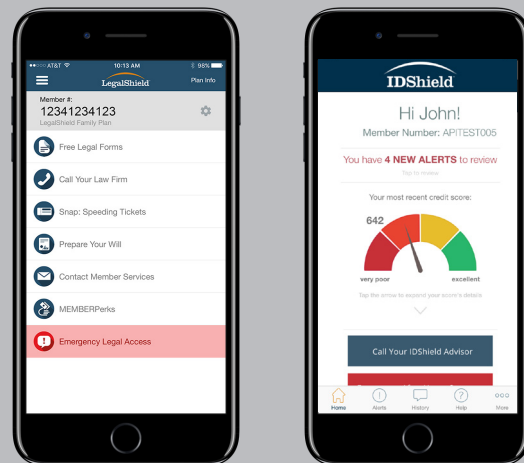 AT&T 10:13 AM 98%
LegalShield Plan Info
Member #:
12341234123
LegalShield Family Plan
Free Legal Forms
Call Your Law Firm
Snap: Speeding Tickets
Prepare Your Will
Contact Member Services
MEMBERPerks
Emergency Legal Access
IDShield
Hi John!
Member Number: APITEST005
You have 4 NEW ALERTS to review
Tap to review
Your most recent credit score:
642
very poor excellent
Tap the arrow to expand your score's details
Call Your IDShield Advisor
Home Alerts History Help More